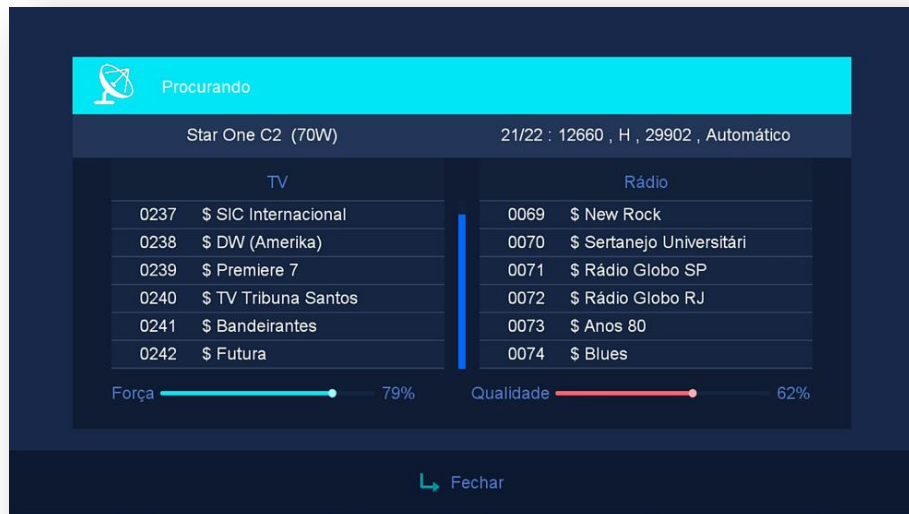 Procurando
Star One C2 (70W)
21/22 : 12660 , H , 29902 , Automático
TV
0237 $ SIC Internacional
0238 $ DW (Amerika)
0239 $ Premiere 7
0240 $ TV Tribuna Santos
0241 $ Bandeirantes
0242 $ Futura
Rádio
0069 $ New Rock
0070 $ Sertanejo Universitári
0071 $ Rádio Globo SP
0072 $ Rádio Globo RJ
0073 $ Anos 80
0074 $ Blues
Força 79%
Qualidade 62%
Fechar